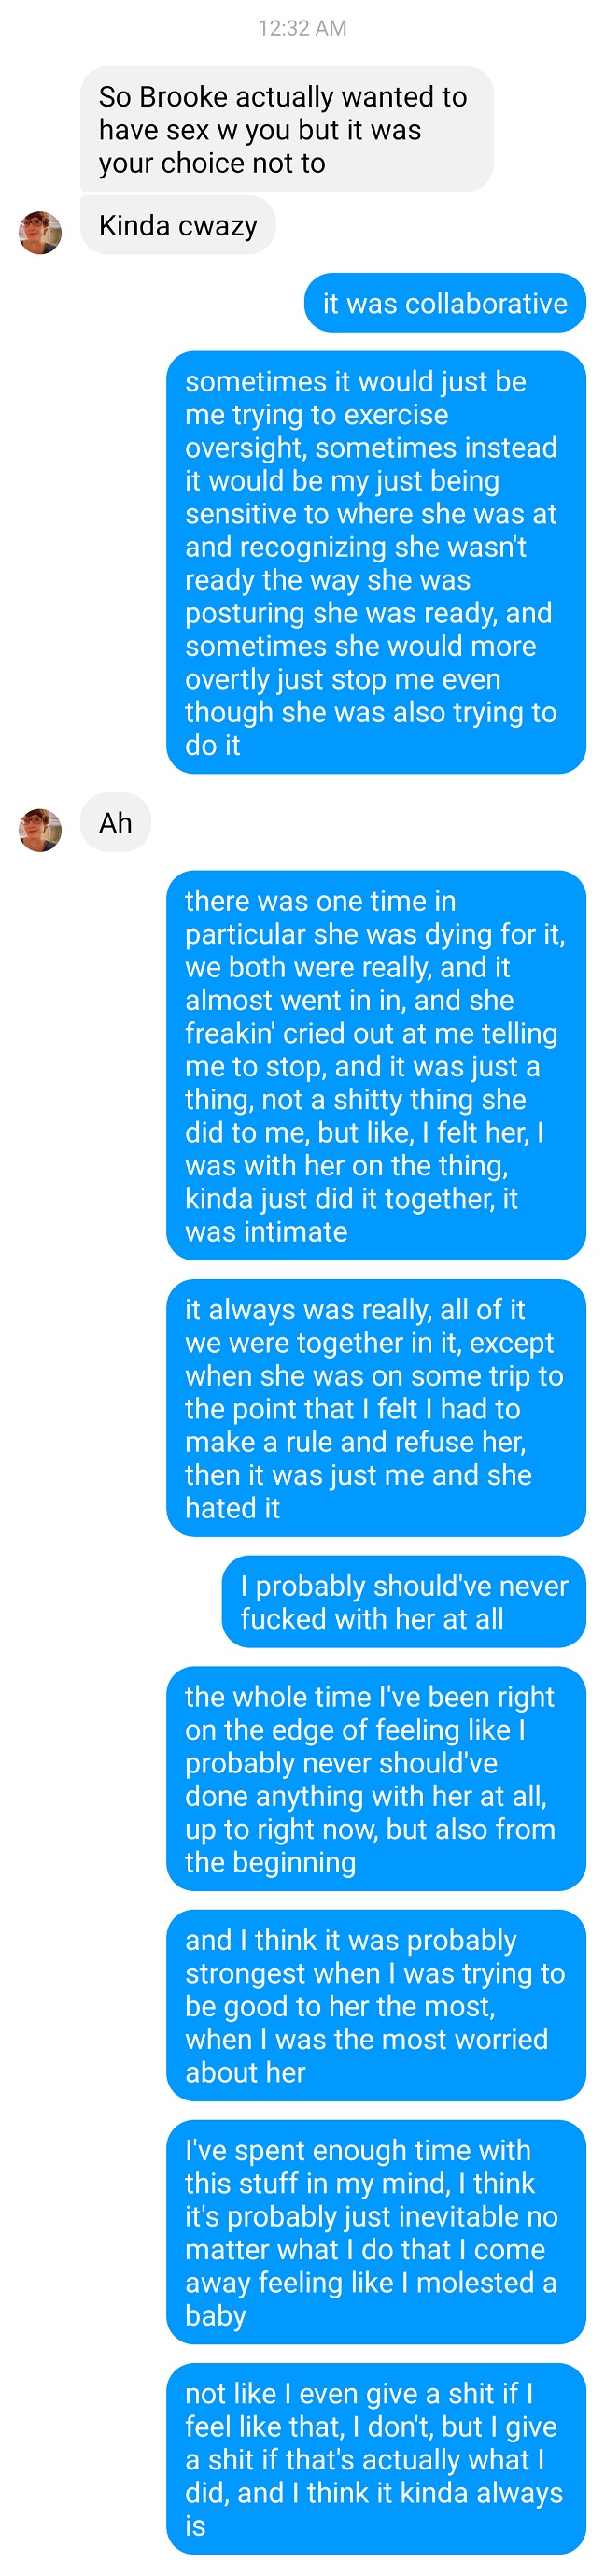 12:32 AM
So Brooke actually wanted to
have sex w you but it was
your choice not to
Kinda cwazy
it was collaborative
sometimes it would just be
me trying to exercise
oversight, sometimes instead
it would be my just being
sensitive to where she was at
and recognizing she wasn't
ready the way she was
posturing she was ready, and
sometimes she would more
overtly just stop me even
though she was also trying to
do it
Ah
there was one time in
particular she was dying for it,
we both were really, and it
almost went in in, and she
freakin' cried out at me telling
me to stop, and it was just a
thing, not a shitty thing she
did to me, but like, I felt her, I
was with her on the thing,
kinda just did it together, it
was intimate
it always was really, all of it
we were together in it, except
when she was on some trip to
the point that I felt I had to
make a rule and refuse her,
then it was just me and she
hated it
I probably should've never
fucked with her at all
the whole time I've been right
on the edge of feeling like I
probably never should've
done anything with her at all,
up to right now, but also from
the beginning
and I think it was probably
strongest when I was trying to
be good to her the most,
when I was the most worried
about her
I've spent enough time with
this stuff in my mind, I think
it's probably just inevitable no
matter what I do that I come
away feeling like I molested a
baby
not like I even give a shit if I
feel like that, I don't, but I give
a shit if that's actually what I
did, and I think it kinda always
is